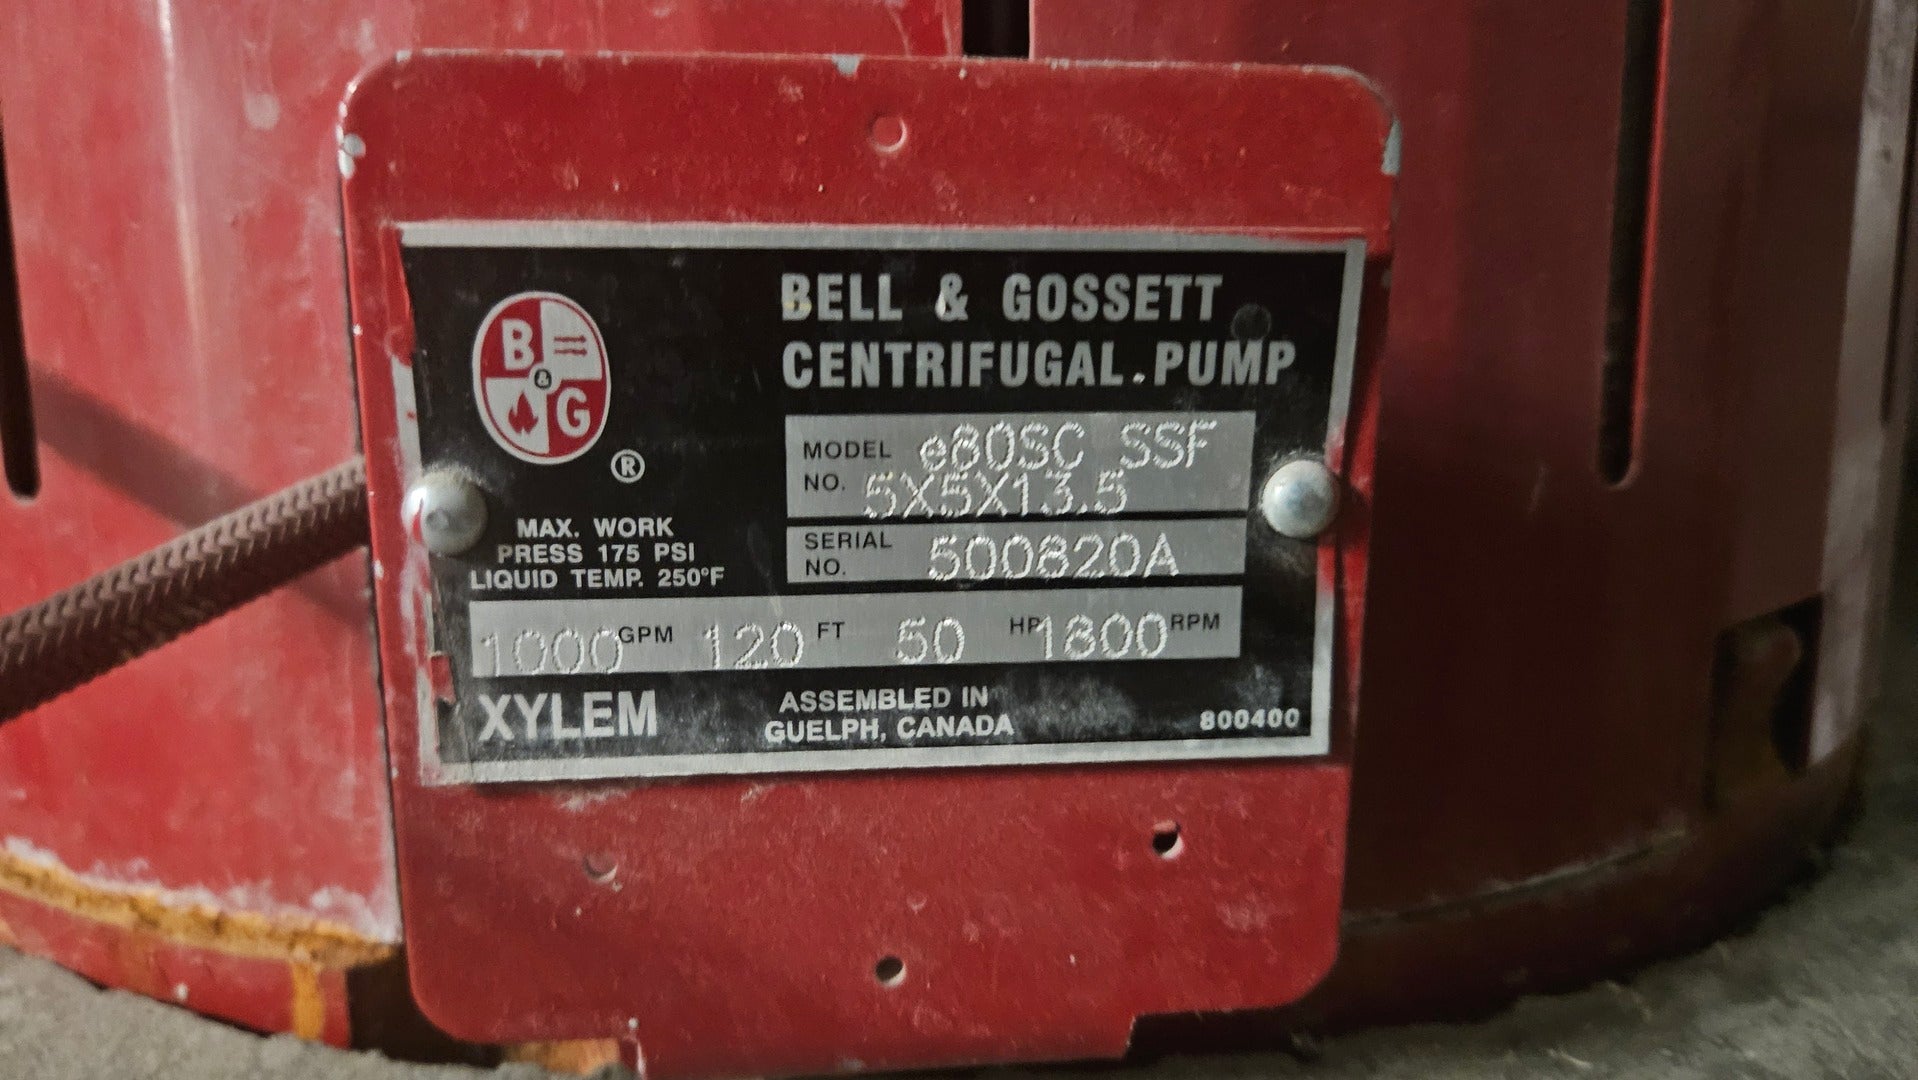 B & G
®
BELL & GOSSETT
CENTRIFUGAL PUMP
MODEL NO. e80SC SSF
5X5X13.5
SERIAL NO. 500820A
MAX. WORK
PRESS 175 PSI
LIQUID TEMP. 250°F
1000 GPM 120 FT 50 HP 1800 RPM
XYLEM
ASSEMBLED IN
GUELPH, CANADA
800400